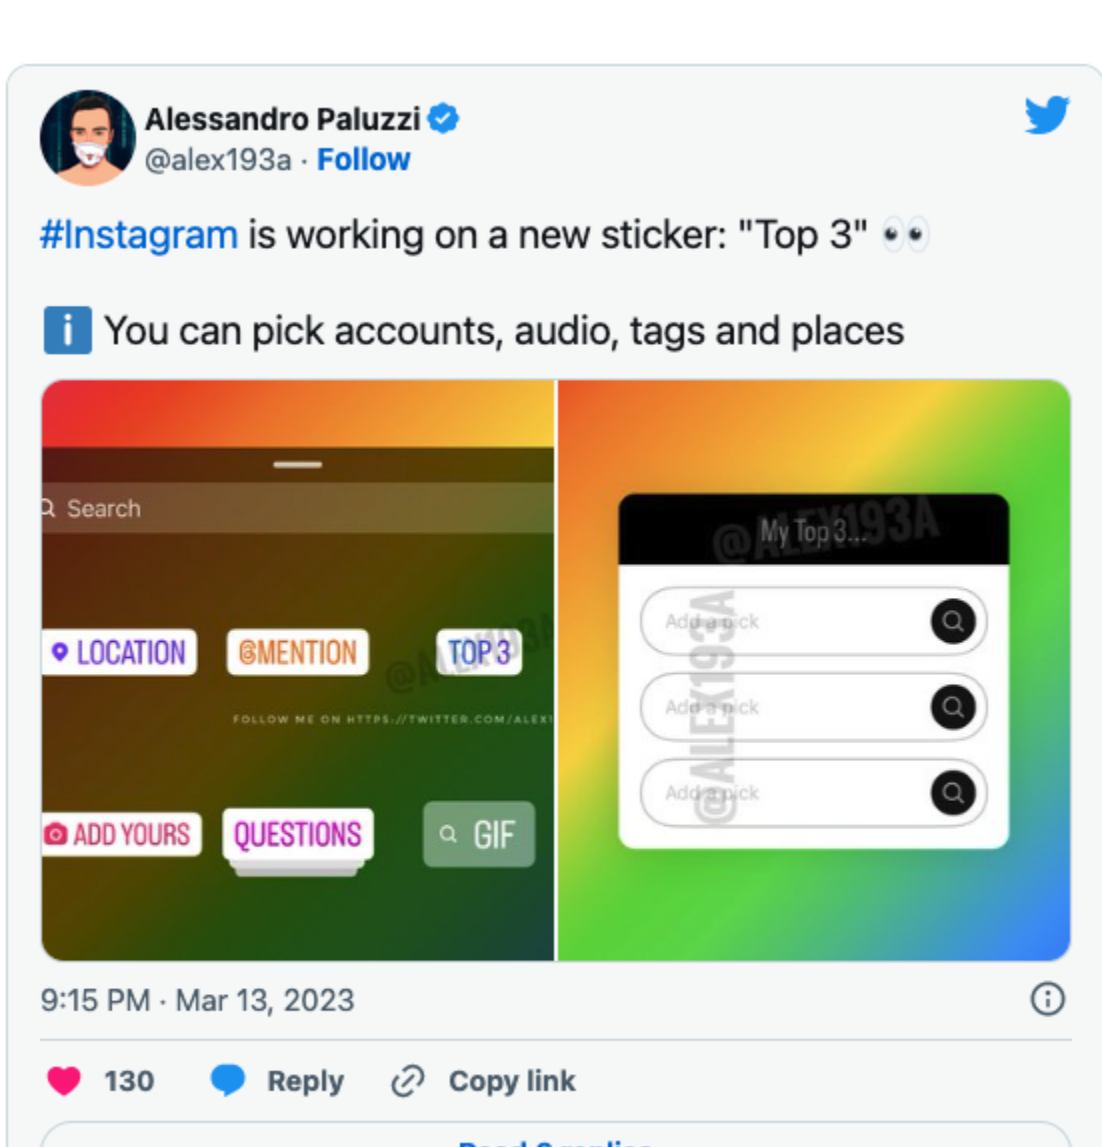 Alessandro Paluzzi
@alex193a · Follow
#Instagram is working on a new sticker: "Top 3" 👀
ℹ️ You can pick accounts, audio, tags and places
Search
LOCATION
@MENTION
TOP 3
@ALEX193A
FOLLOW ME ON HTTPS://TWITTER.COM/ALEX1
ADD YOURS
QUESTIONS
GIF
@ALEX193A
My Top 3...
Add a pick
Add a pick
Add a pick
@ALEX193A
9:15 PM · Mar 13, 2023
130 Reply Copy link